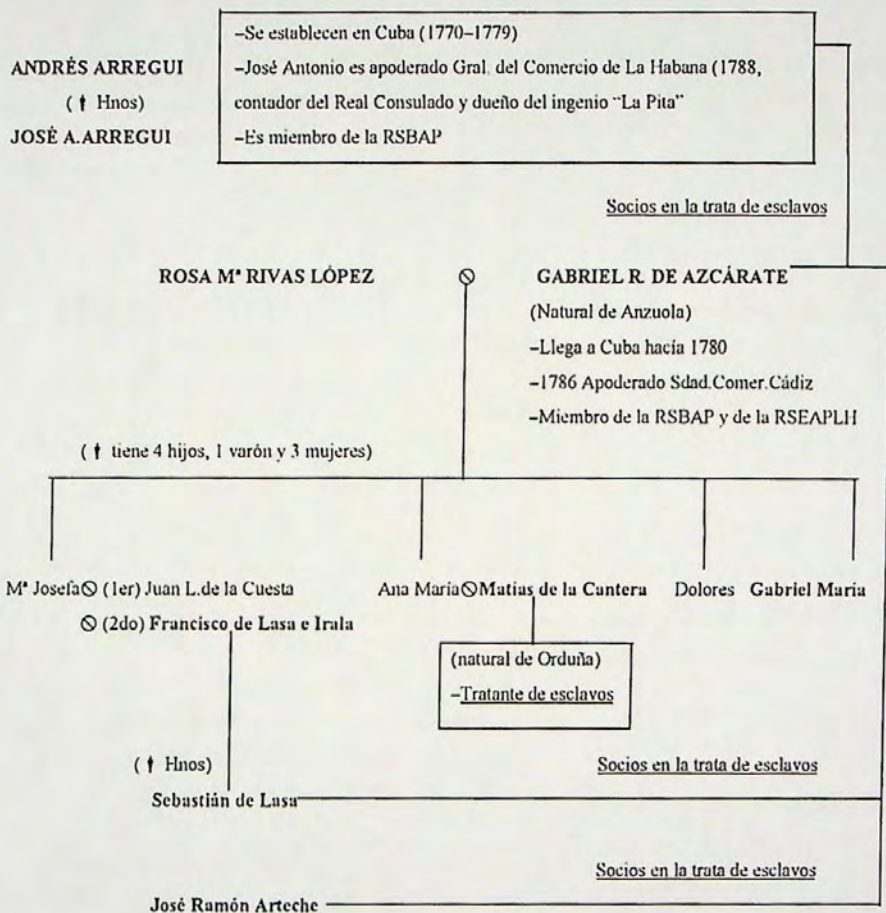 –Se establecen en Cuba (1770–1779)
ANDRÉS ARREGUI
–José Antonio es apoderado Gral. del Comercio de La Habana (1788,
( † Hnos)
contador del Real Consulado y dueño del ingenio "La Pita"
JOSÉ A.ARREGUI
–Es miembro de la RSBAP
Socios en la trata de esclavos
ROSA Mª RIVAS LÓPEZ
GABRIEL R. DE AZCÁRATE
(Natural de Anzuola)
–Llega a Cuba hacía 1780
–1786 Apoderado Sdad.Comer.Cádiz
–Miembro de la RSBAP y de la RSEAPLH
( † tiene 4 hijos, 1 varón y 3 mujeres)
Mª Josefa (1er) Juan L.de la Cuesta
(2do) Francisco de Lasa e Irala
Ana Maria Matias de la Cantera
Dolores
Gabriel Maria
(natural de Orduña)
–Tratante de esclavos
( † Hnos)
Socios en la trata de esclavos
Sebastián de Lasa
Socios en la trata de esclavos
José Ramón Arteche